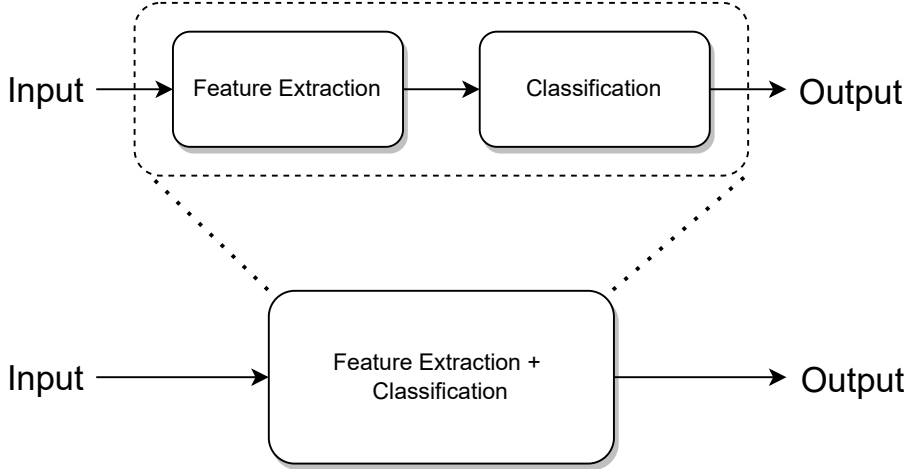 Input
Feature Extraction
Classification
Output
Input
Feature Extraction +
Classification
Output